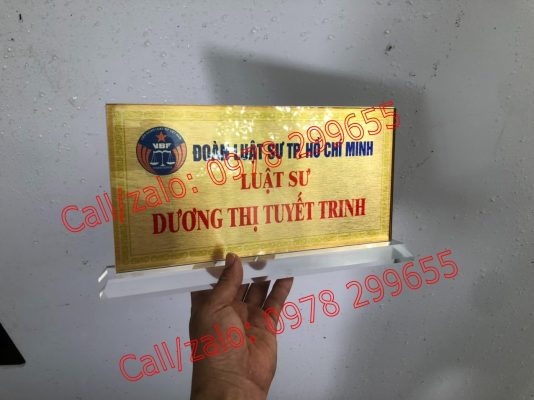 VBF
ĐOÀN LUẬT SƯ TP. HỒ CHÍ MINH
LUẬT SƯ
DƯƠNG THỊ TUYẾT TRINH
Call/zalo: 0978 299655
Call/zalo: 0978 299655